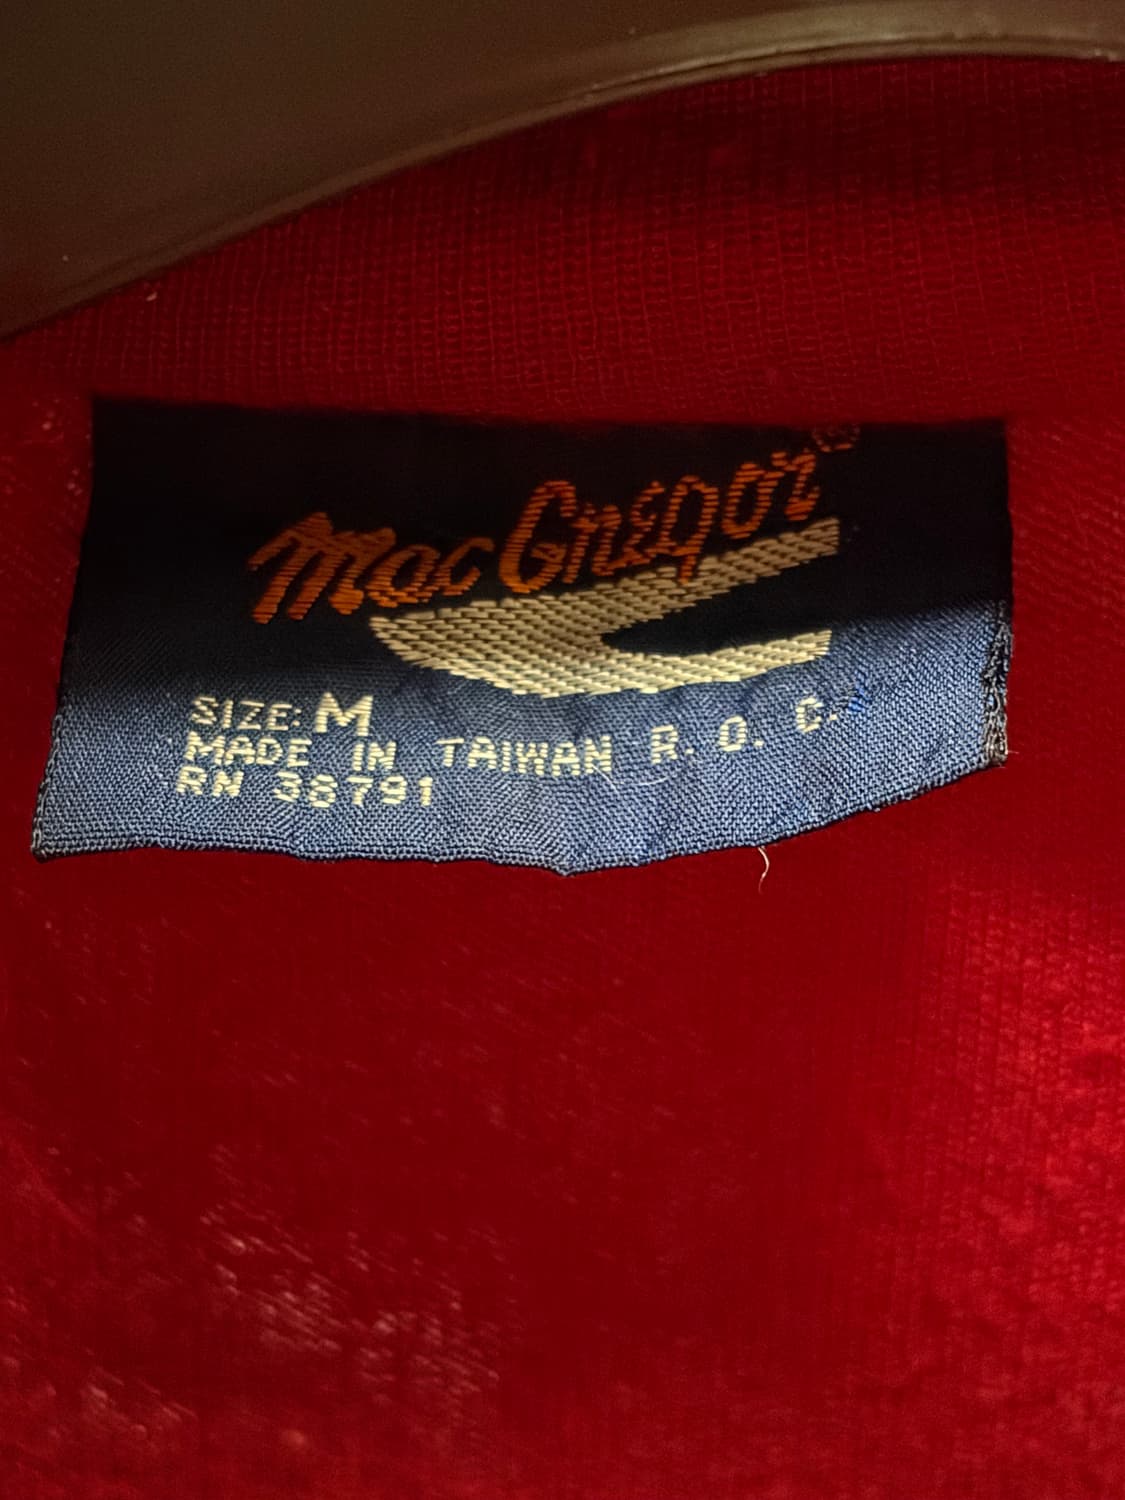 MacGregor®
SIZE: M
MADE IN TAIWAN R. O. C.
RN 38791